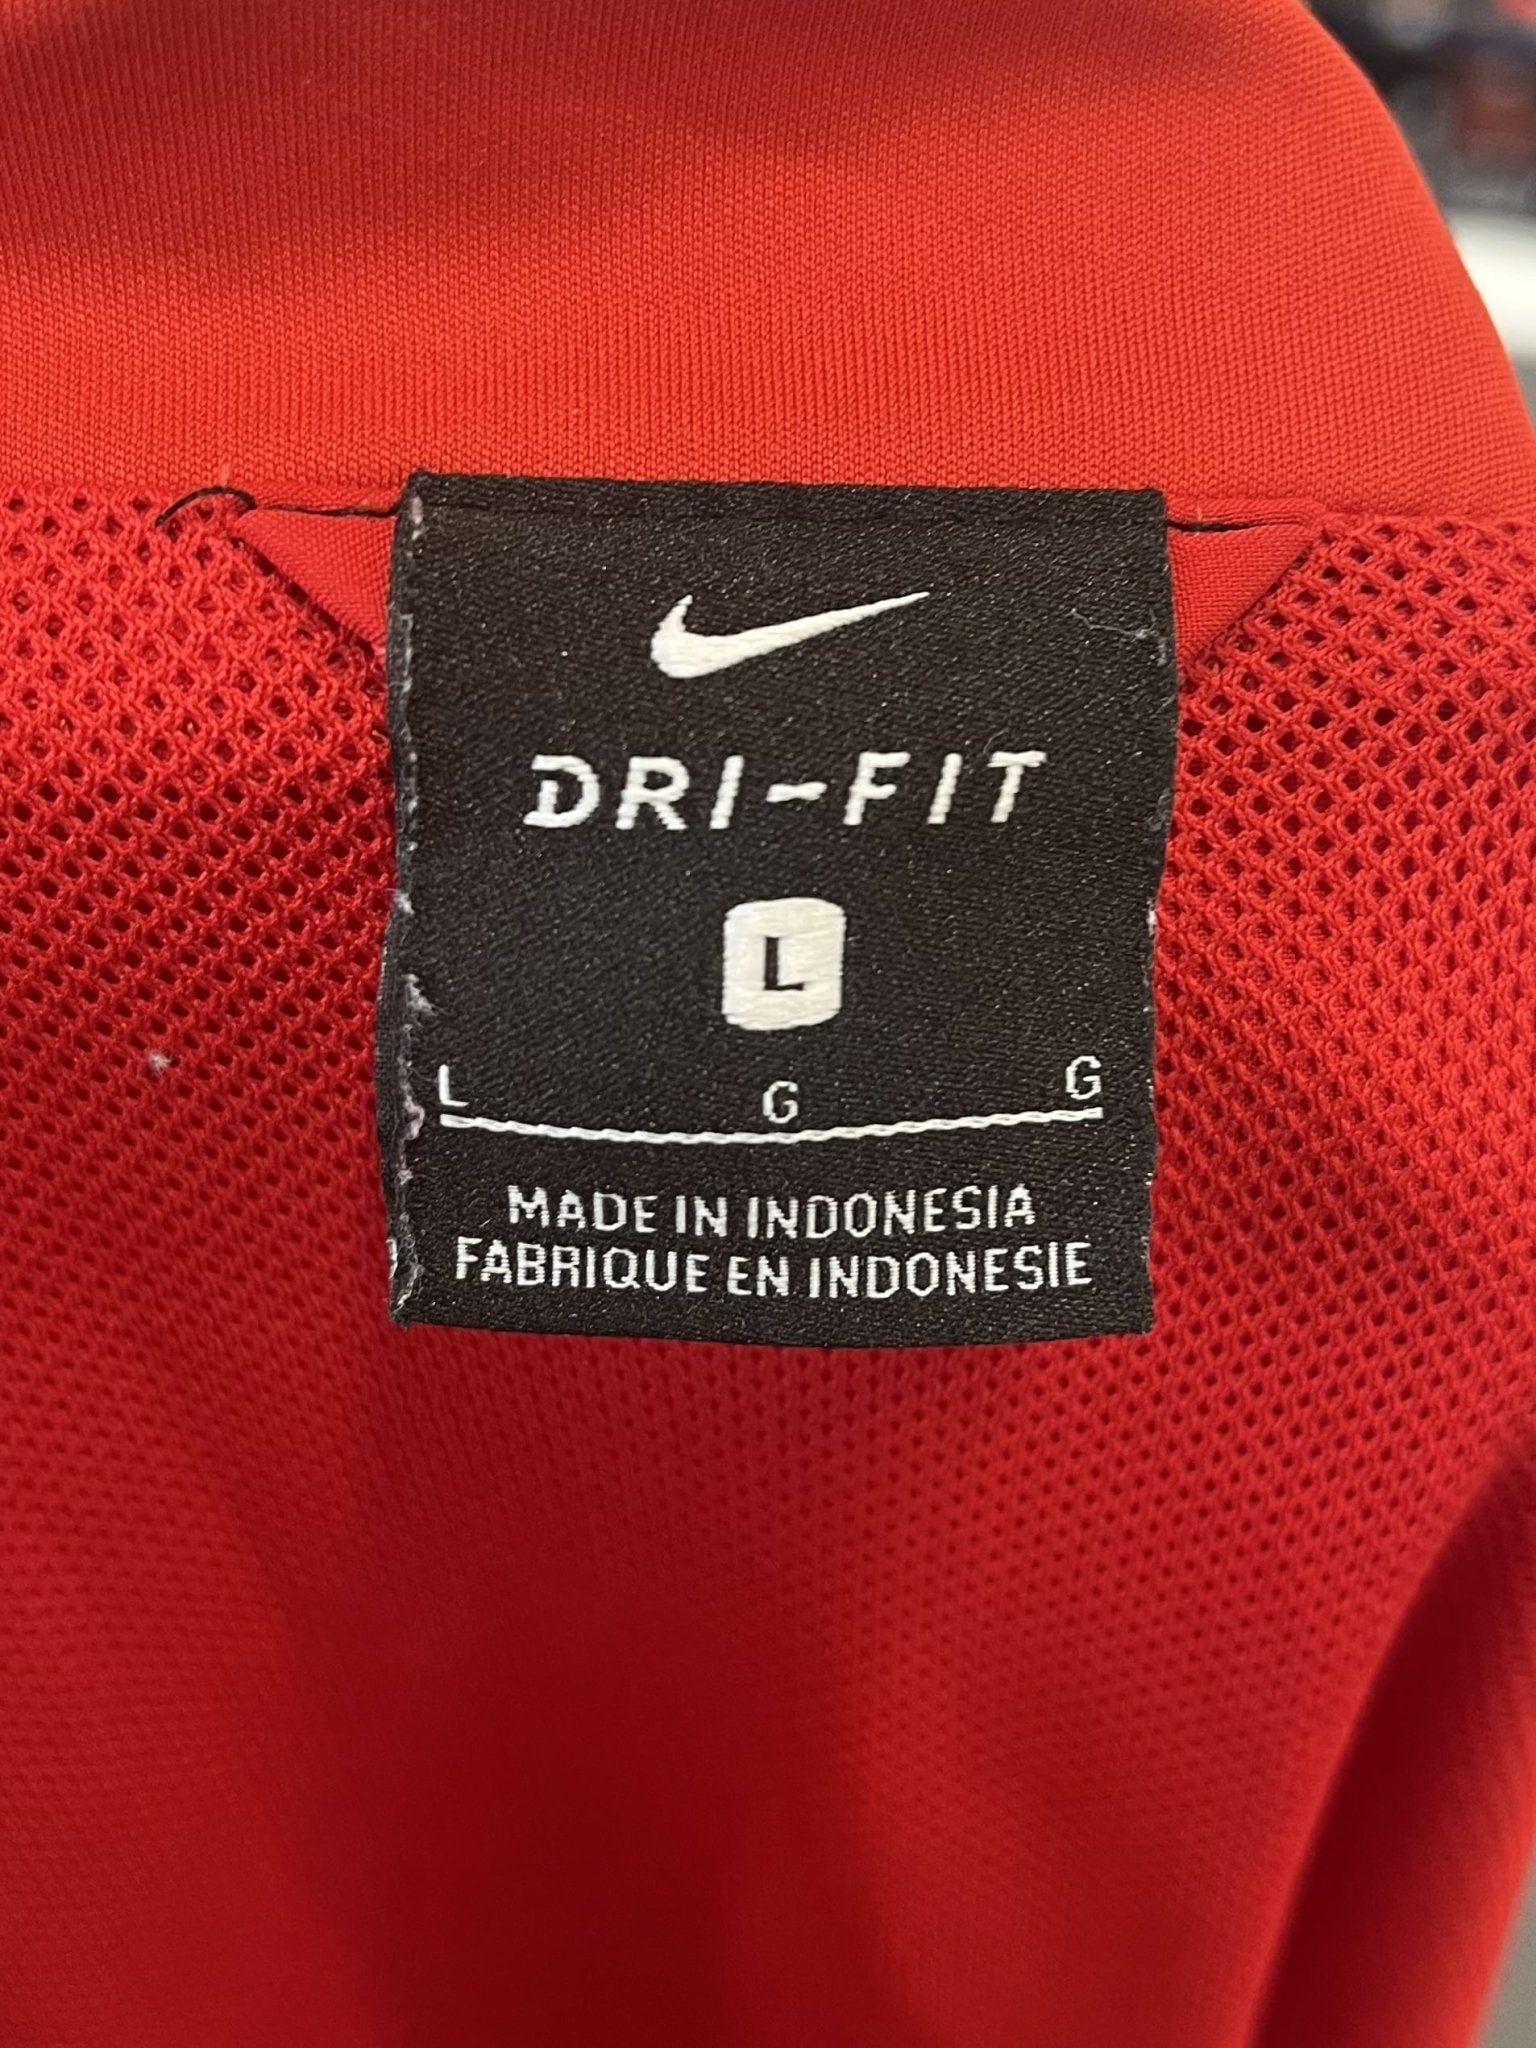 DRI-FIT
L
L G G
MADE IN INDONESIA
FABRIQUE EN INDONESIE